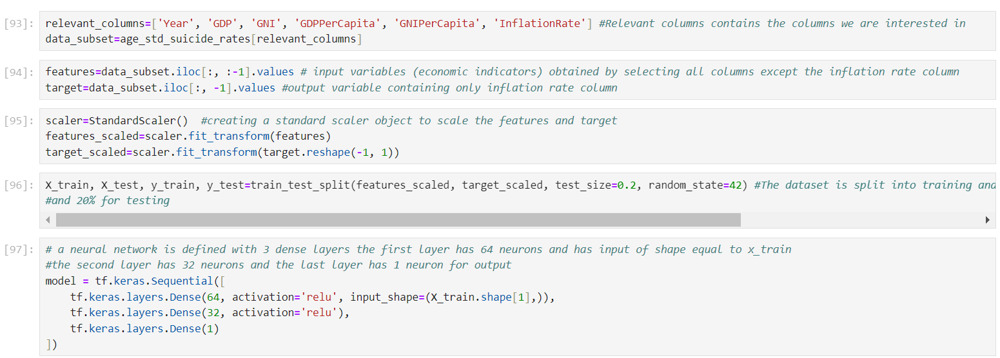 [93]: relevant_columns=['Year', 'GDP', 'GNI', 'GDPPerCapita', 'GNIPerCapita', 'InflationRate'] #Relevant columns contains the columns we are interested in
data_subset=age_std_suicide_rates[relevant_columns]
[94]: features=data_subset.iloc[:, :-1].values # input variables (economic indicators) obtained by selecting all columns except the inflation rate column
target=data_subset.iloc[:, -1].values #output variable containing only inflation rate column
[95]: scaler=StandardScaler()  #creating a standard scaler object to scale the features and target
features_scaled=scaler.fit_transform(features)
target_scaled=scaler.fit_transform(target.reshape(-1, 1))
[96]: X_train, X_test, y_train, y_test=train_test_split(features_scaled, target_scaled, test_size=0.2, random_state=42) #The dataset is split into training and
#and 20% for testing
[97]: # a neural network is defined with 3 dense layers the first layer has 64 neurons and has input of shape equal to x_train
#the second layer has 32 neurons and the last layer has 1 neuron for output
model = tf.keras.Sequential([
    tf.keras.layers.Dense(64, activation='relu', input_shape=(X_train.shape[1],)),
    tf.keras.layers.Dense(32, activation='relu'),
    tf.keras.layers.Dense(1)
])